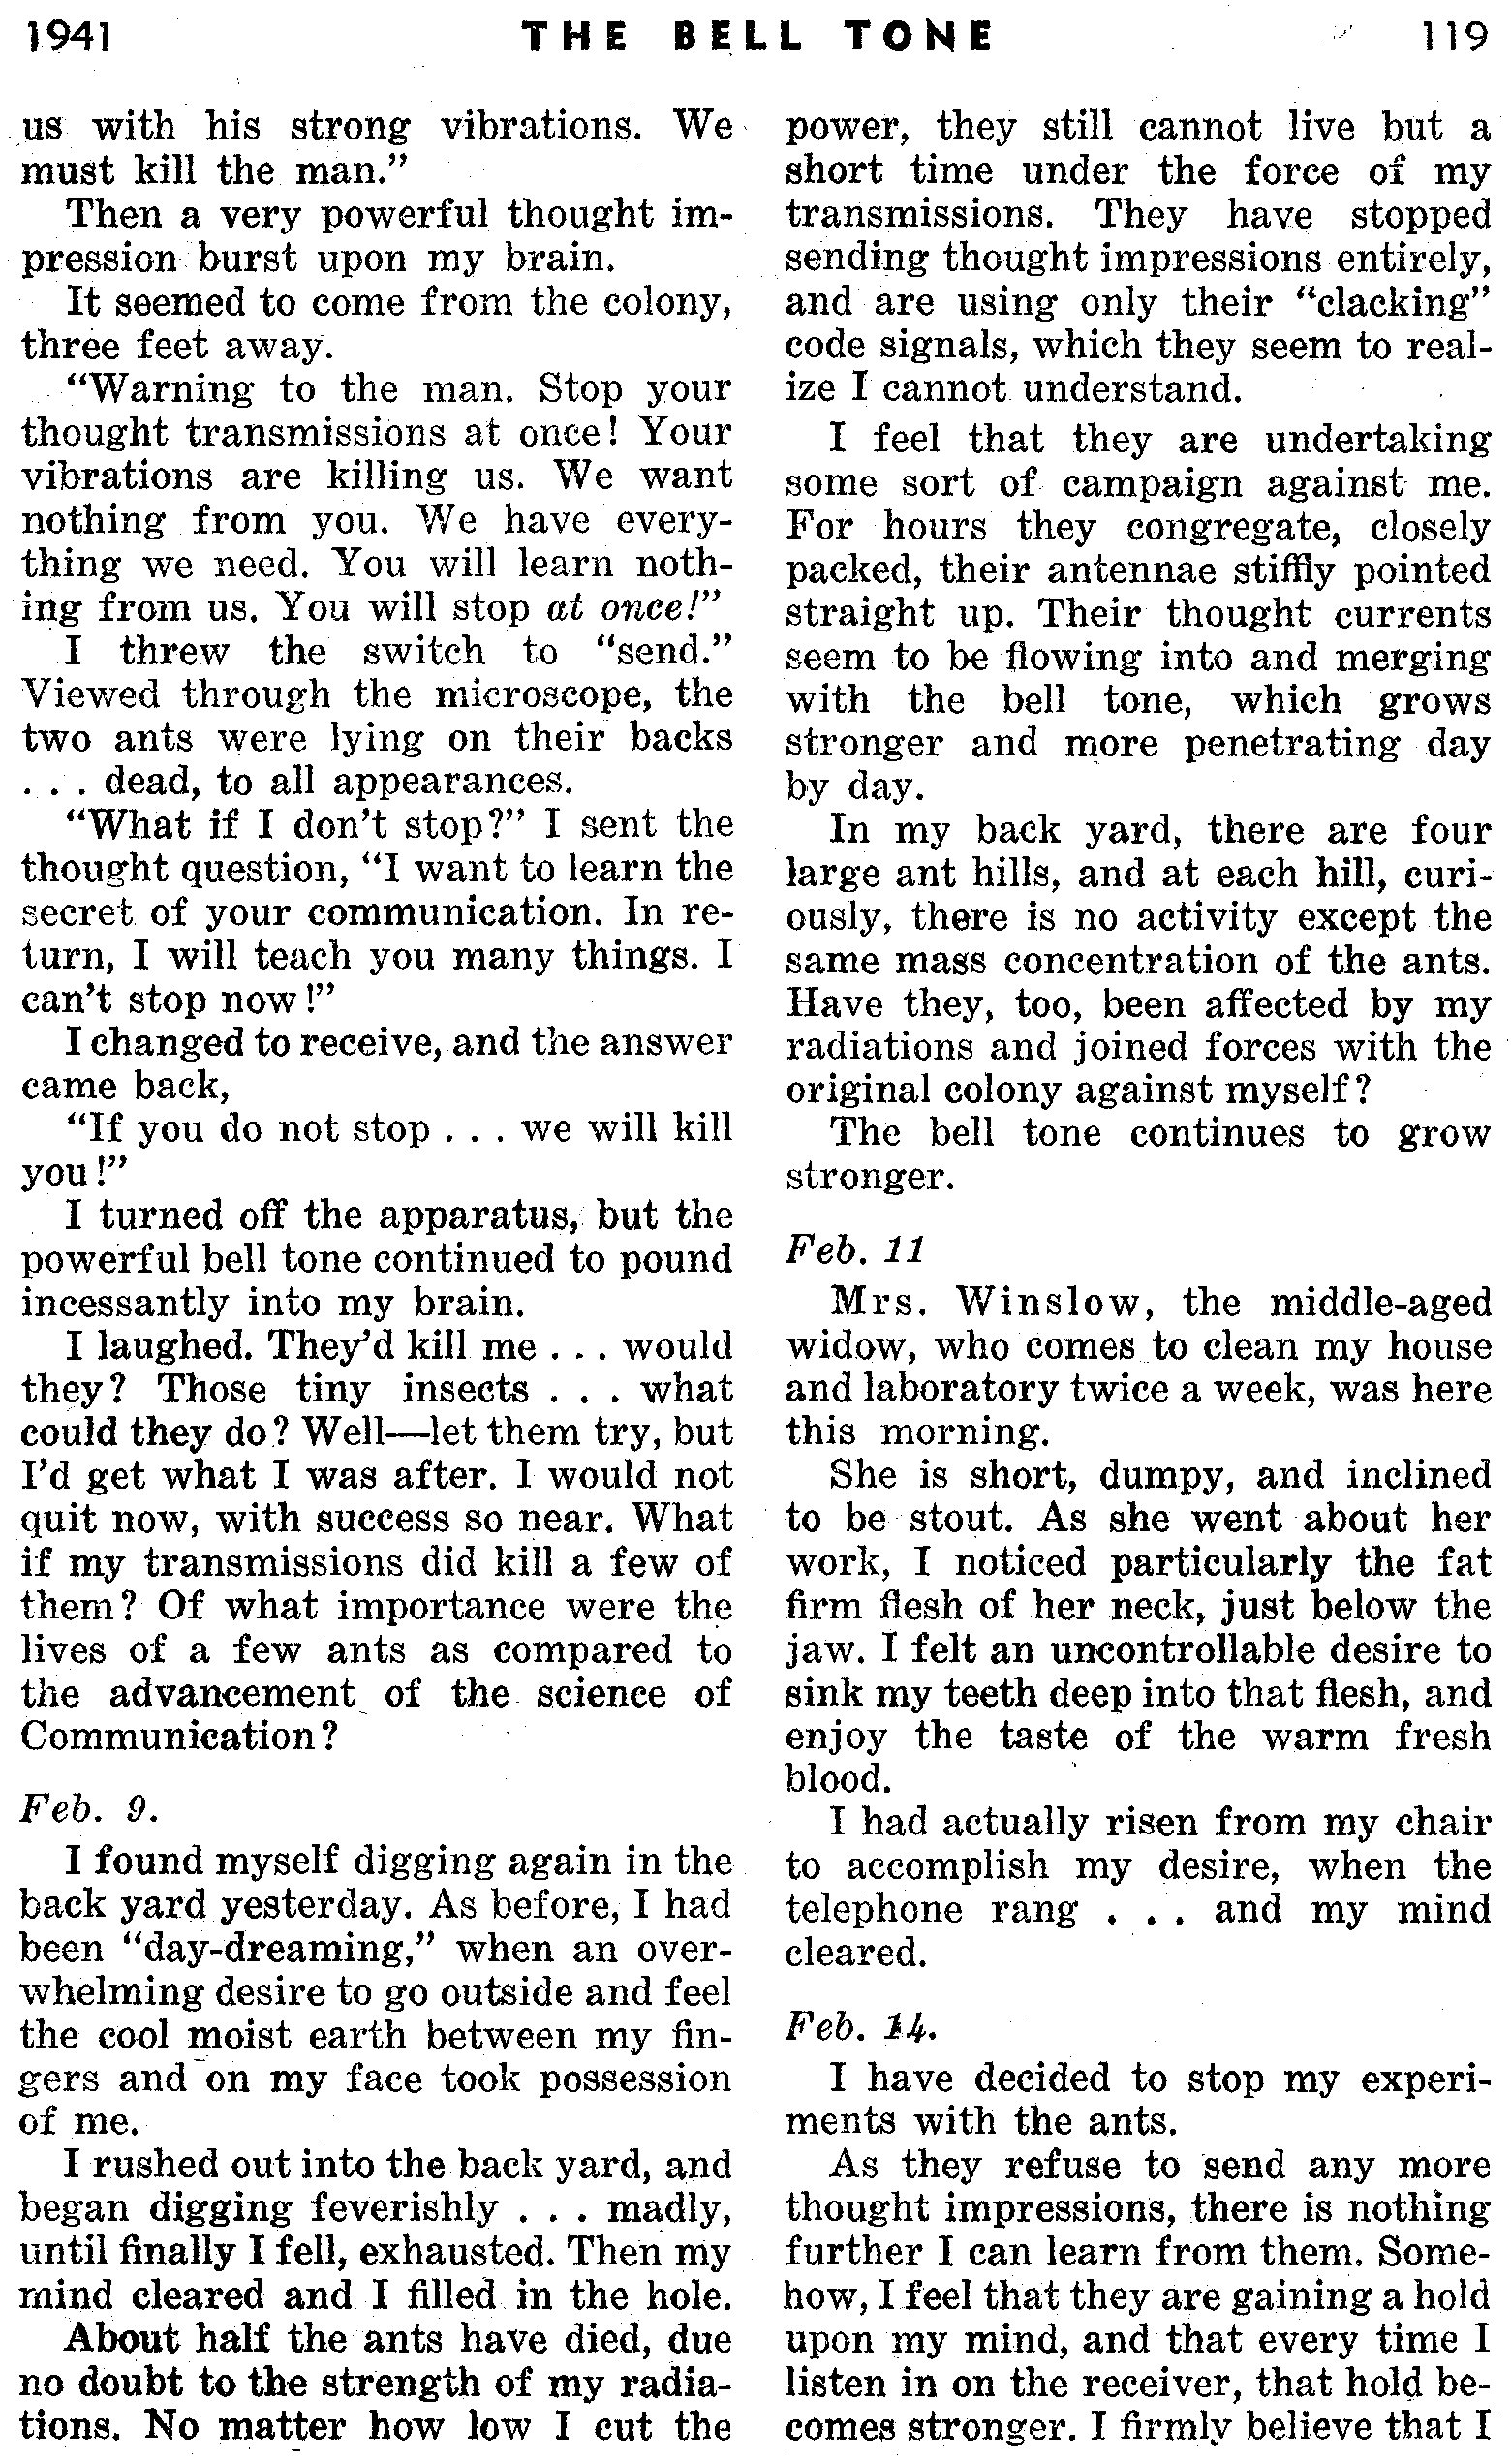 1941 THE BELL TONE 119
us with his strong vibrations. We
must kill the man."
Then a very powerful thought im-
pression burst upon my brain.
It seemed to come from the colony,
three feet away.
"Warning to the man. Stop your
thought transmissions at once! Your
vibrations are killing us. We want
nothing from you. We have every-
thing we need. You will learn noth-
ing from us. You will stop at once!"
I threw the switch to "send."
Viewed through the microscope, the
two ants were lying on their backs
. . . dead, to all appearances.
"What if I don't stop?" I sent the
thought question, "I want to learn the
secret of your communication. In re-
turn, I will teach you many things. I
can't stop now!"
I changed to receive, and the answer
came back,
"If you do not stop . . . we will kill
you!"
I turned off the apparatus, but the
powerful bell tone continued to pound
incessantly into my brain.
I laughed. They'd kill me . . . would
they? Those tiny insects . . . what
could they do? Well—let them try, but
I'd get what I was after. I would not
quit now, with success so near. What
if my transmissions did kill a few of
them? Of what importance were the
lives of a few ants as compared to
the advancement of the science of
Communication?
Feb. 9.
I found myself digging again in the
back yard yesterday. As before, I had
been "day-dreaming," when an over-
whelming desire to go outside and feel
the cool moist earth between my fin-
gers and on my face took possession
of me.
I rushed out into the back yard, and
began digging feverishly . . . madly,
until finally I fell, exhausted. Then my
mind cleared and I filled in the hole.
About half the ants have died, due
no doubt to the strength of my radia-
tions. No matter how low I cut the
power, they still cannot live but a
short time under the force of my
transmissions. They have stopped
sending thought impressions entirely,
and are using only their "clacking"
code signals, which they seem to real-
ize I cannot understand.
I feel that they are undertaking
some sort of campaign against me.
For hours they congregate, closely
packed, their antennae stiffly pointed
straight up. Their thought currents
seem to be flowing into and merging
with the bell tone, which grows
stronger and more penetrating day
by day.
In my back yard, there are four
large ant hills, and at each hill, curi-
ously, there is no activity except the
same mass concentration of the ants.
Have they, too, been affected by my
radiations and joined forces with the
original colony against myself?
The bell tone continues to grow
stronger.
Feb. 11
Mrs. Winslow, the middle-aged
widow, who comes to clean my house
and laboratory twice a week, was here
this morning.
She is short, dumpy, and inclined
to be stout. As she went about her
work, I noticed particularly the fat
firm flesh of her neck, just below the
jaw. I felt an uncontrollable desire to
sink my teeth deep into that flesh, and
enjoy the taste of the warm fresh
blood.
I had actually risen from my chair
to accomplish my desire, when the
telephone rang . . . and my mind
cleared.
Feb. 14.
I have decided to stop my experi-
ments with the ants.
As they refuse to send any more
thought impressions, there is nothing
further I can learn from them. Some-
how, I feel that they are gaining a hold
upon my mind, and that every time I
listen in on the receiver, that hold be-
comes stronger. I firmly believe that I